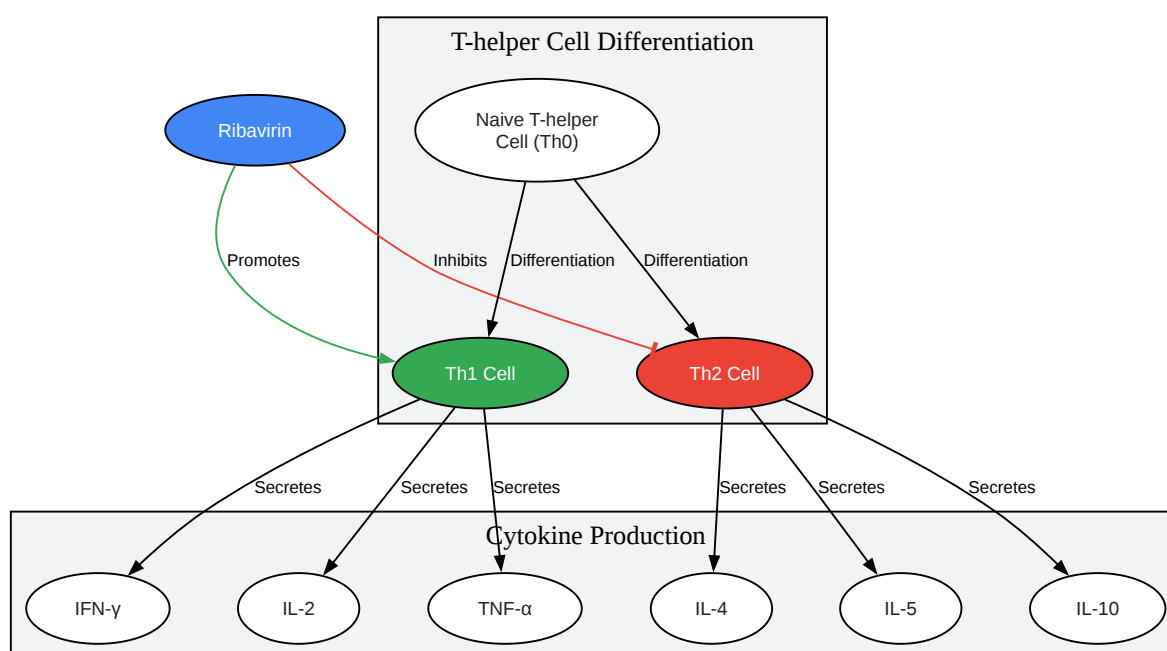 T-helper Cell Differentiation
Ribavirin
Naive T-helper
Cell (Th0)
Promotes
Inhibits
Differentiation
Differentiation
Th1 Cell
Th2 Cell
Secretes
Secretes
Secretes
Secretes
Secretes
Secretes
Cytokine Production
IFN-γ
IL-2
TNF-α
IL-4
IL-5
IL-10